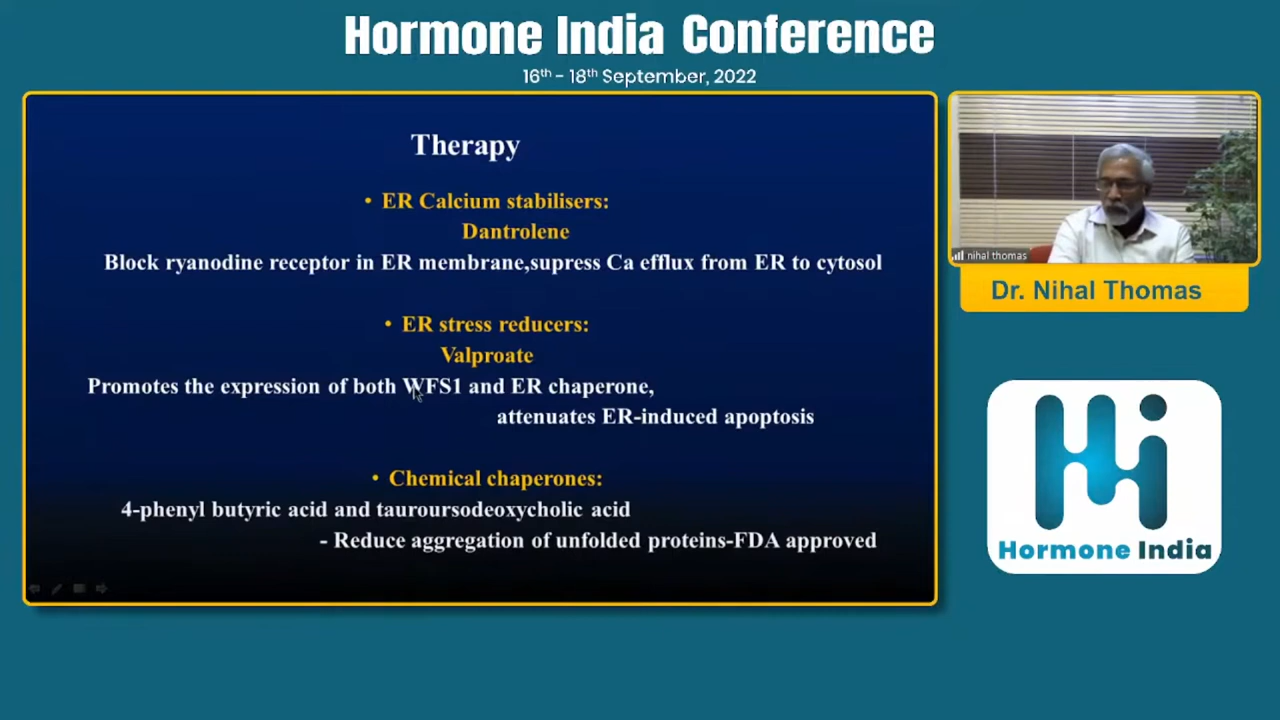 Hormone India Conference
16th - 18th September, 2022
Therapy
• ER Calcium stabilisers:
Dantrolene
Block ryanodine receptor in ER membrane,supress Ca efflux from ER to cytosol
• ER stress reducers:
Valproate
Promotes the expression of both WFS1 and ER chaperone,
attenuates ER-induced apoptosis
• Chemical chaperones:
4-phenyl butyric acid and tauroursodeoxycholic acid
- Reduce aggregation of unfolded proteins-FDA approved
nihal thomas
Dr. Nihal Thomas
Hormone India